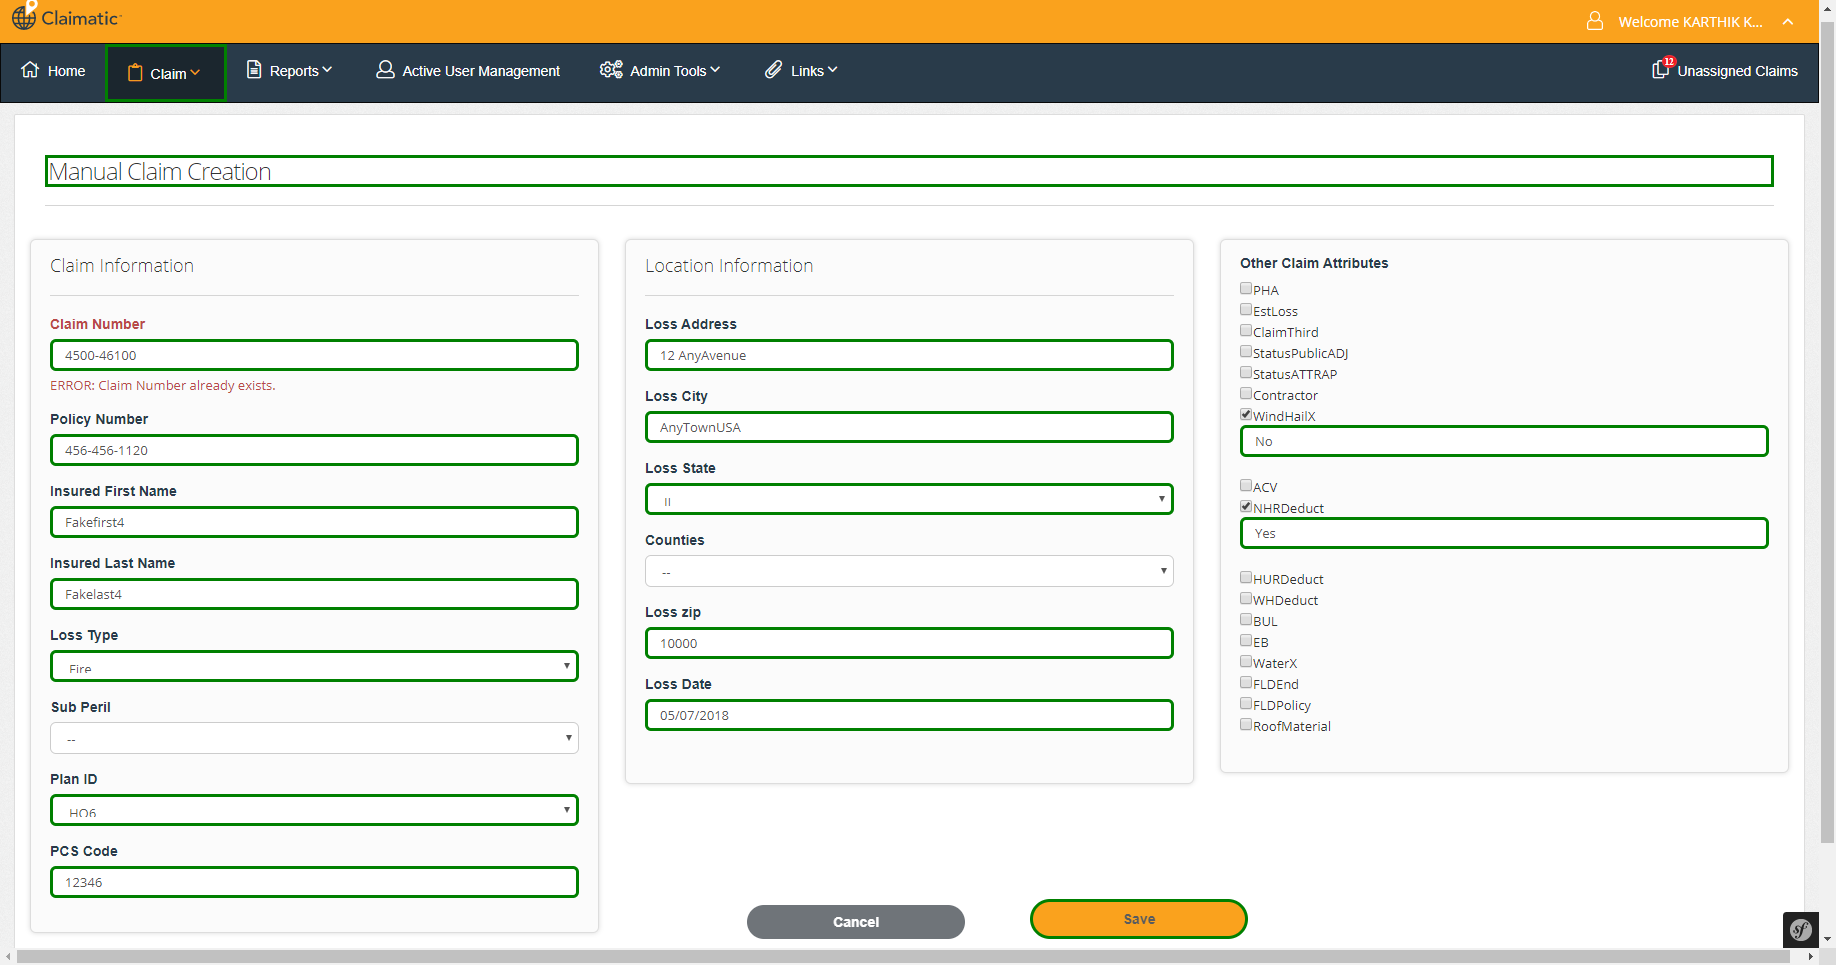 Claimatic
Welcome KARTHIK K...
Home
Claim
Reports
Active User Management
Admin Tools
Links
12
Unassigned Claims
Manual Claim Creation
Claim Information
Claim Number
4500-46100
ERROR: Claim Number already exists.
Policy Number
456-456-1120
Insured First Name
Fakefirst4
Insured Last Name
Fakelast4
Loss Type
Fire
Sub Peril
--
Plan ID
HO6
PCS Code
12346
Location Information
Loss Address
12 AnyAvenue
Loss City
AnyTownUSA
Loss State
Counties
--
Loss zip
10000
Loss Date
05/07/2018
Other Claim Attributes
PHA
EstLoss
ClaimThird
StatusPublicADJ
StatusATTRAP
Contractor
WindHailX
No
ACV
NHRDeduct
Yes
HURDeduct
WHDeduct
BUL
EB
WaterX
FLDEnd
FLDPolicy
RoofMaterial
Cancel
Save
sf